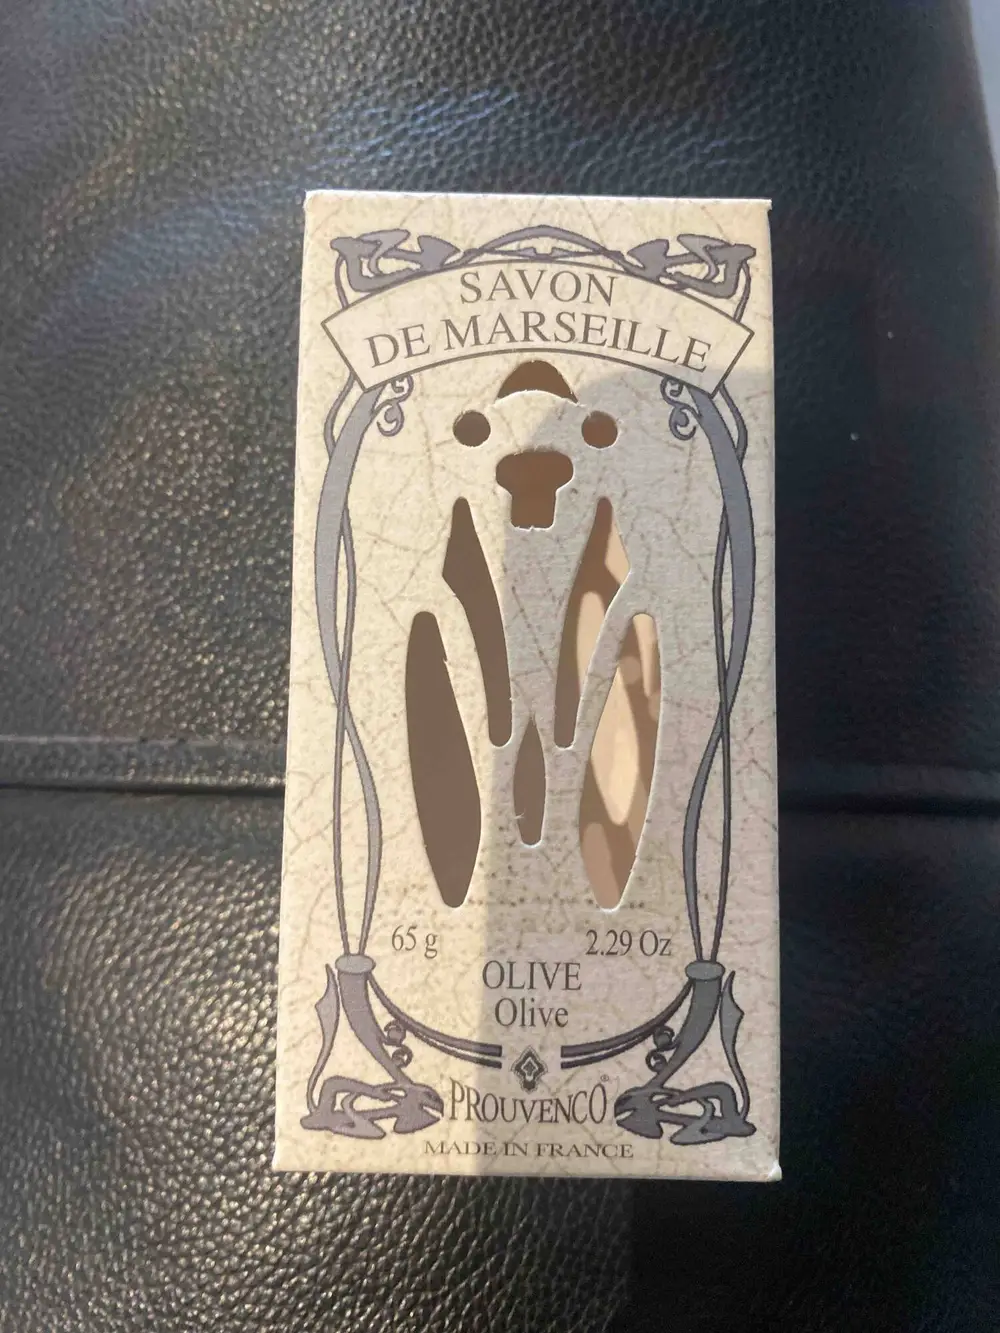 SAVON
DE MARSEILLE
65 g 2.29 Oz
OLIVE
Olive
PROUVENCO®
MADE IN FRANCE